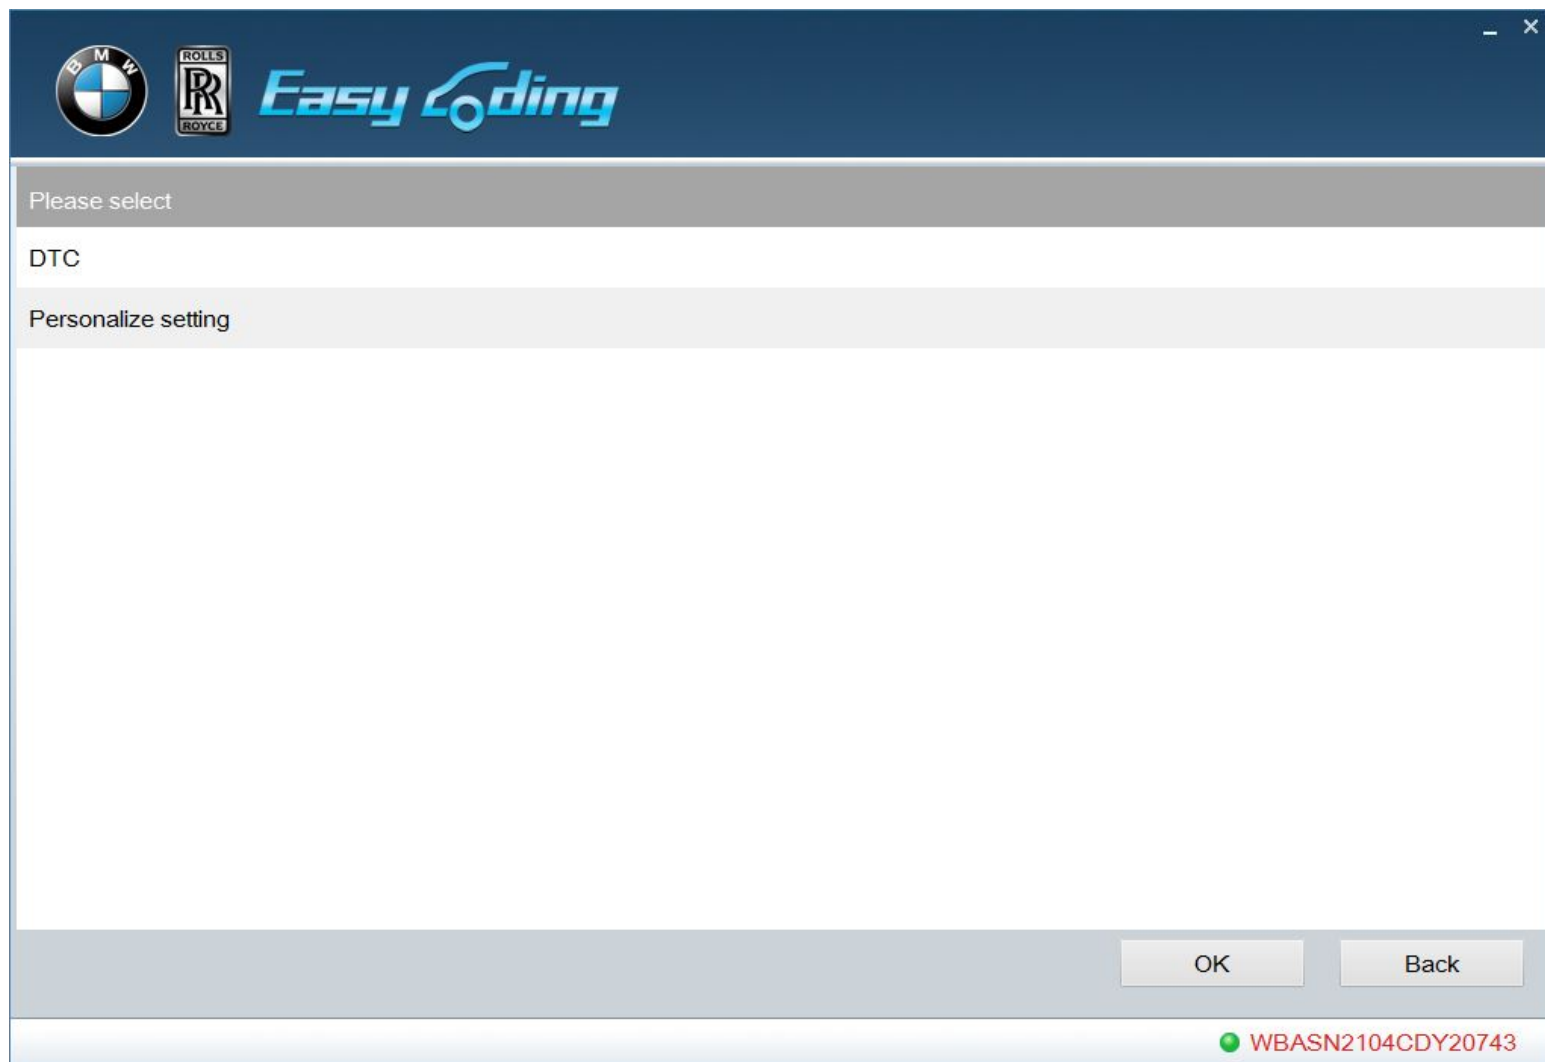 BMW
ROLLS
RR
ROYCE
Easy Coding
Please select
DTC
Personalize setting
OK Back
WBASN2104CDY20743